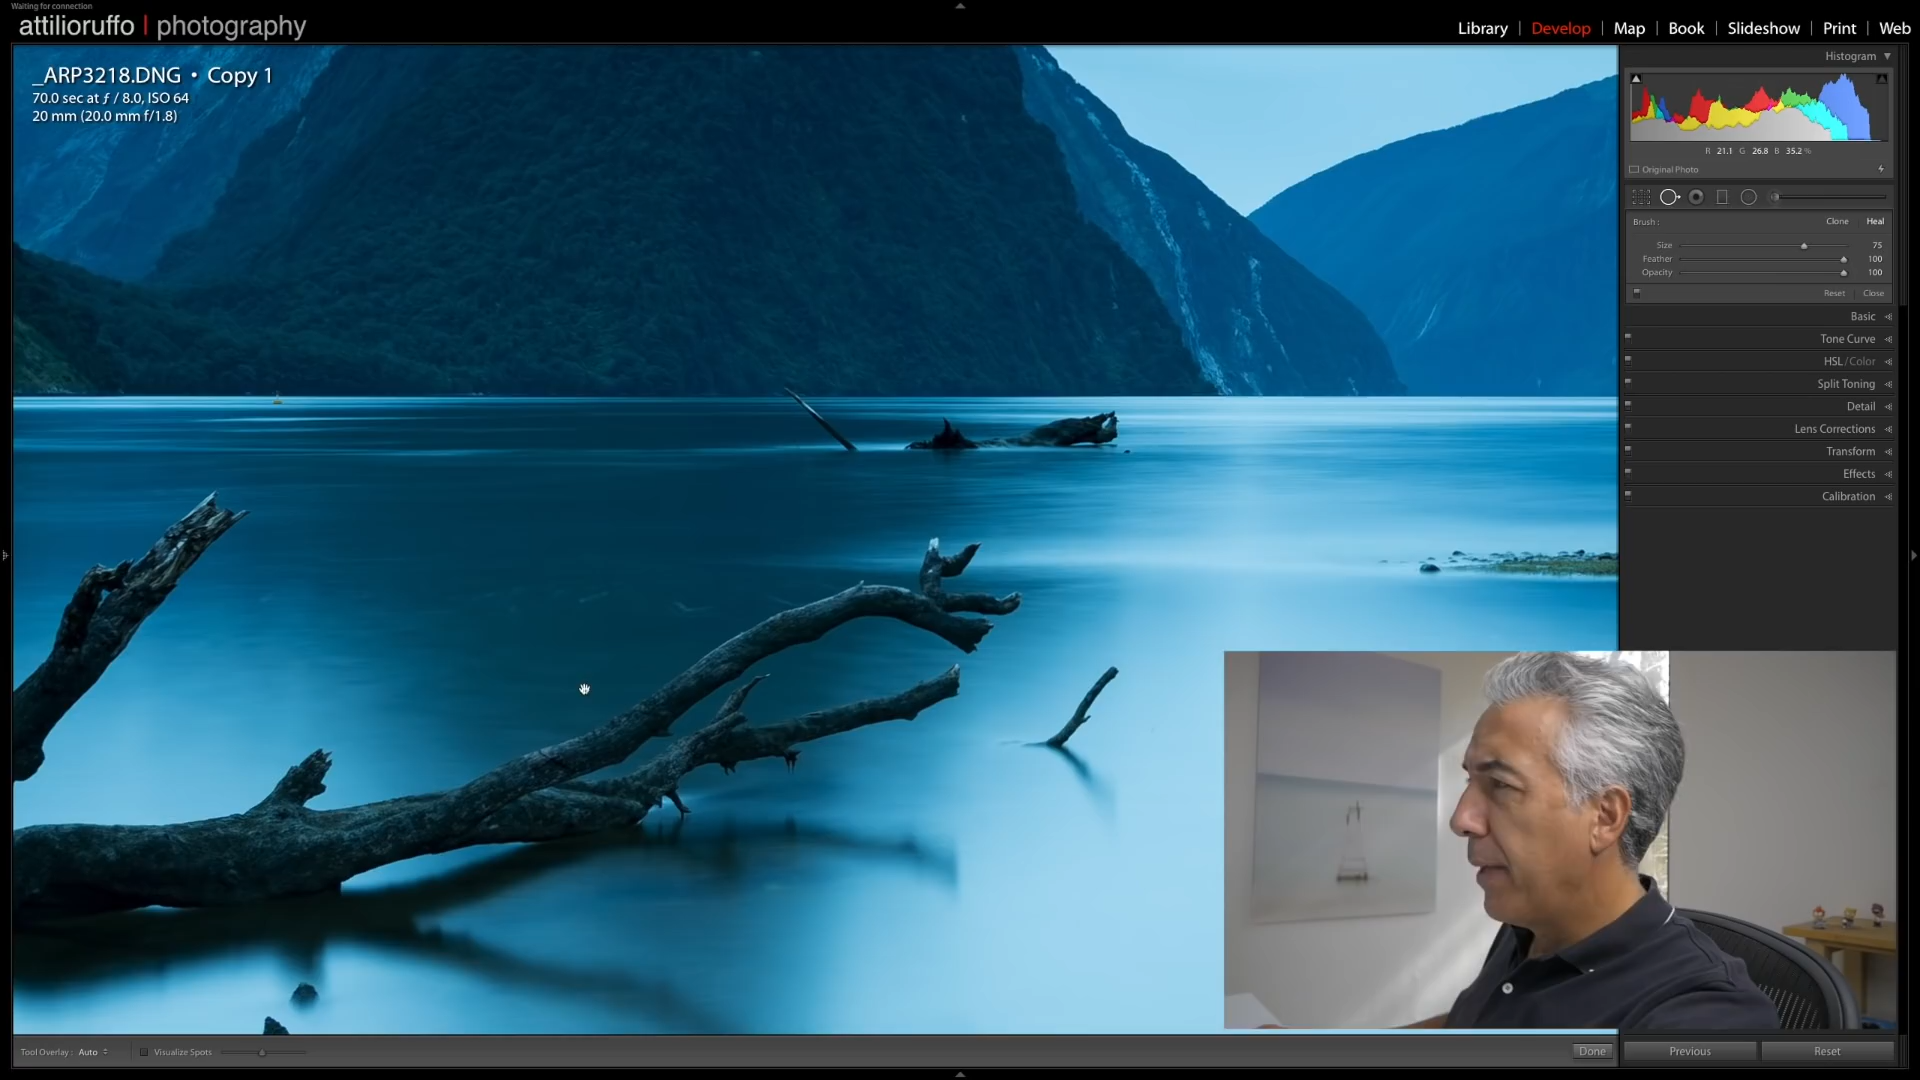 Waiting for connection
attilioruffo | photography
Library | Develop | Map | Book | Slideshow | Print | Web
_ARP3218.DNG • Copy 1
70.0 sec at ƒ / 8.0, ISO 64
20 mm (20.0 mm f/1.8)
Histogram
R 21.1 G 26.8 B 35.2 %
Original Photo
Brush : Clone Heal
Size 75
Feather 100
Opacity 100
Reset Close
Basic
Tone Curve
HSL / Color
Split Toning
Detail
Lens Corrections
Transform
Effects
Calibration
Tool Overlay : Auto Visualize Spots Done
Previous Reset